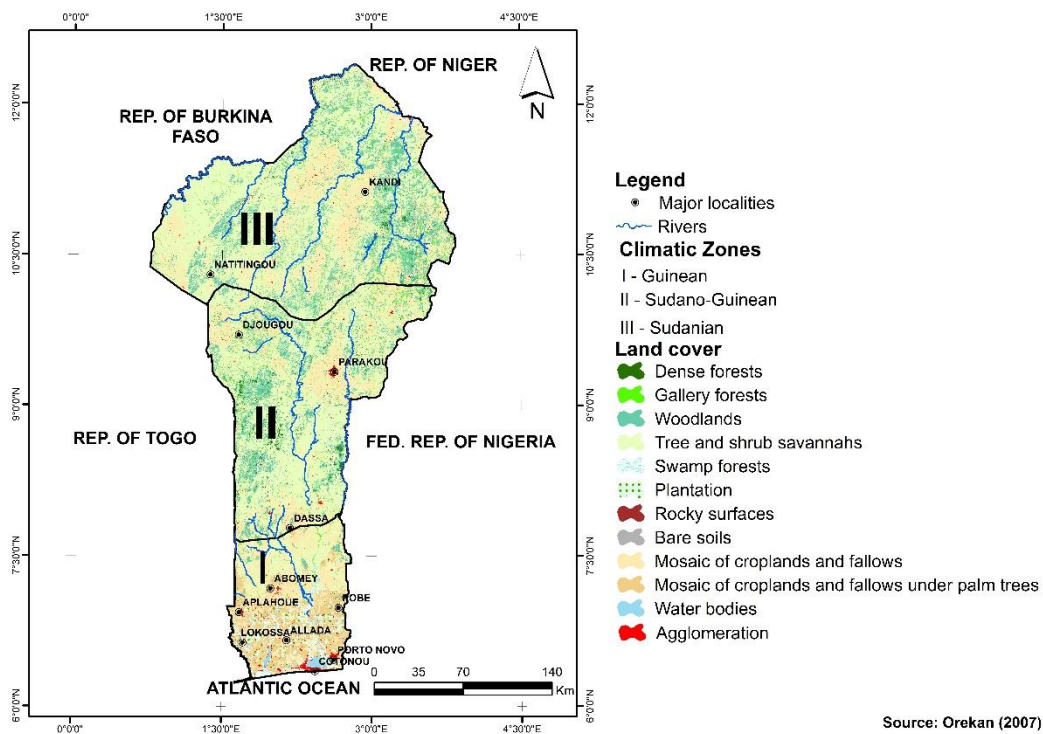 0°0'0" 1°30'0"E 3°0'0"E 4°30'0"E
REP. OF NIGER
12°0'0"N 12°0'0"N
N
REP. OF BURKINA
FASO
KANDI
III
10°30'0"N 10°30'0"N
NATITINGOU
DJOUGOU
PARAKOU
9°0'0"N 9°0'0"N
II
REP. OF TOGO
FED. REP. OF NIGERIA
DASSA
7°30'0"N 7°30'0"N
I
ABOMEY
APLAHOUE
POBE
LOKOSSA
ALLADA
PORTO NOVO
COTONOU
ATLANTIC OCEAN
0 35 70 140
Km
6°0'0"N 6°0'0"N
0°0'0" 1°30'0"E 3°0'0"E 4°30'0"E
Legend
Major localities
Rivers
Climatic Zones
I - Guinean
II - Sudano-Guinean
III - Sudanian
Land cover
Dense forests
Gallery forests
Woodlands
Tree and shrub savannahs
Swamp forests
Plantation
Rocky surfaces
Bare soils
Mosaic of croplands and fallows
Mosaic of croplands and fallows under palm trees
Water bodies
Agglomeration
Source: Orekan (2007)